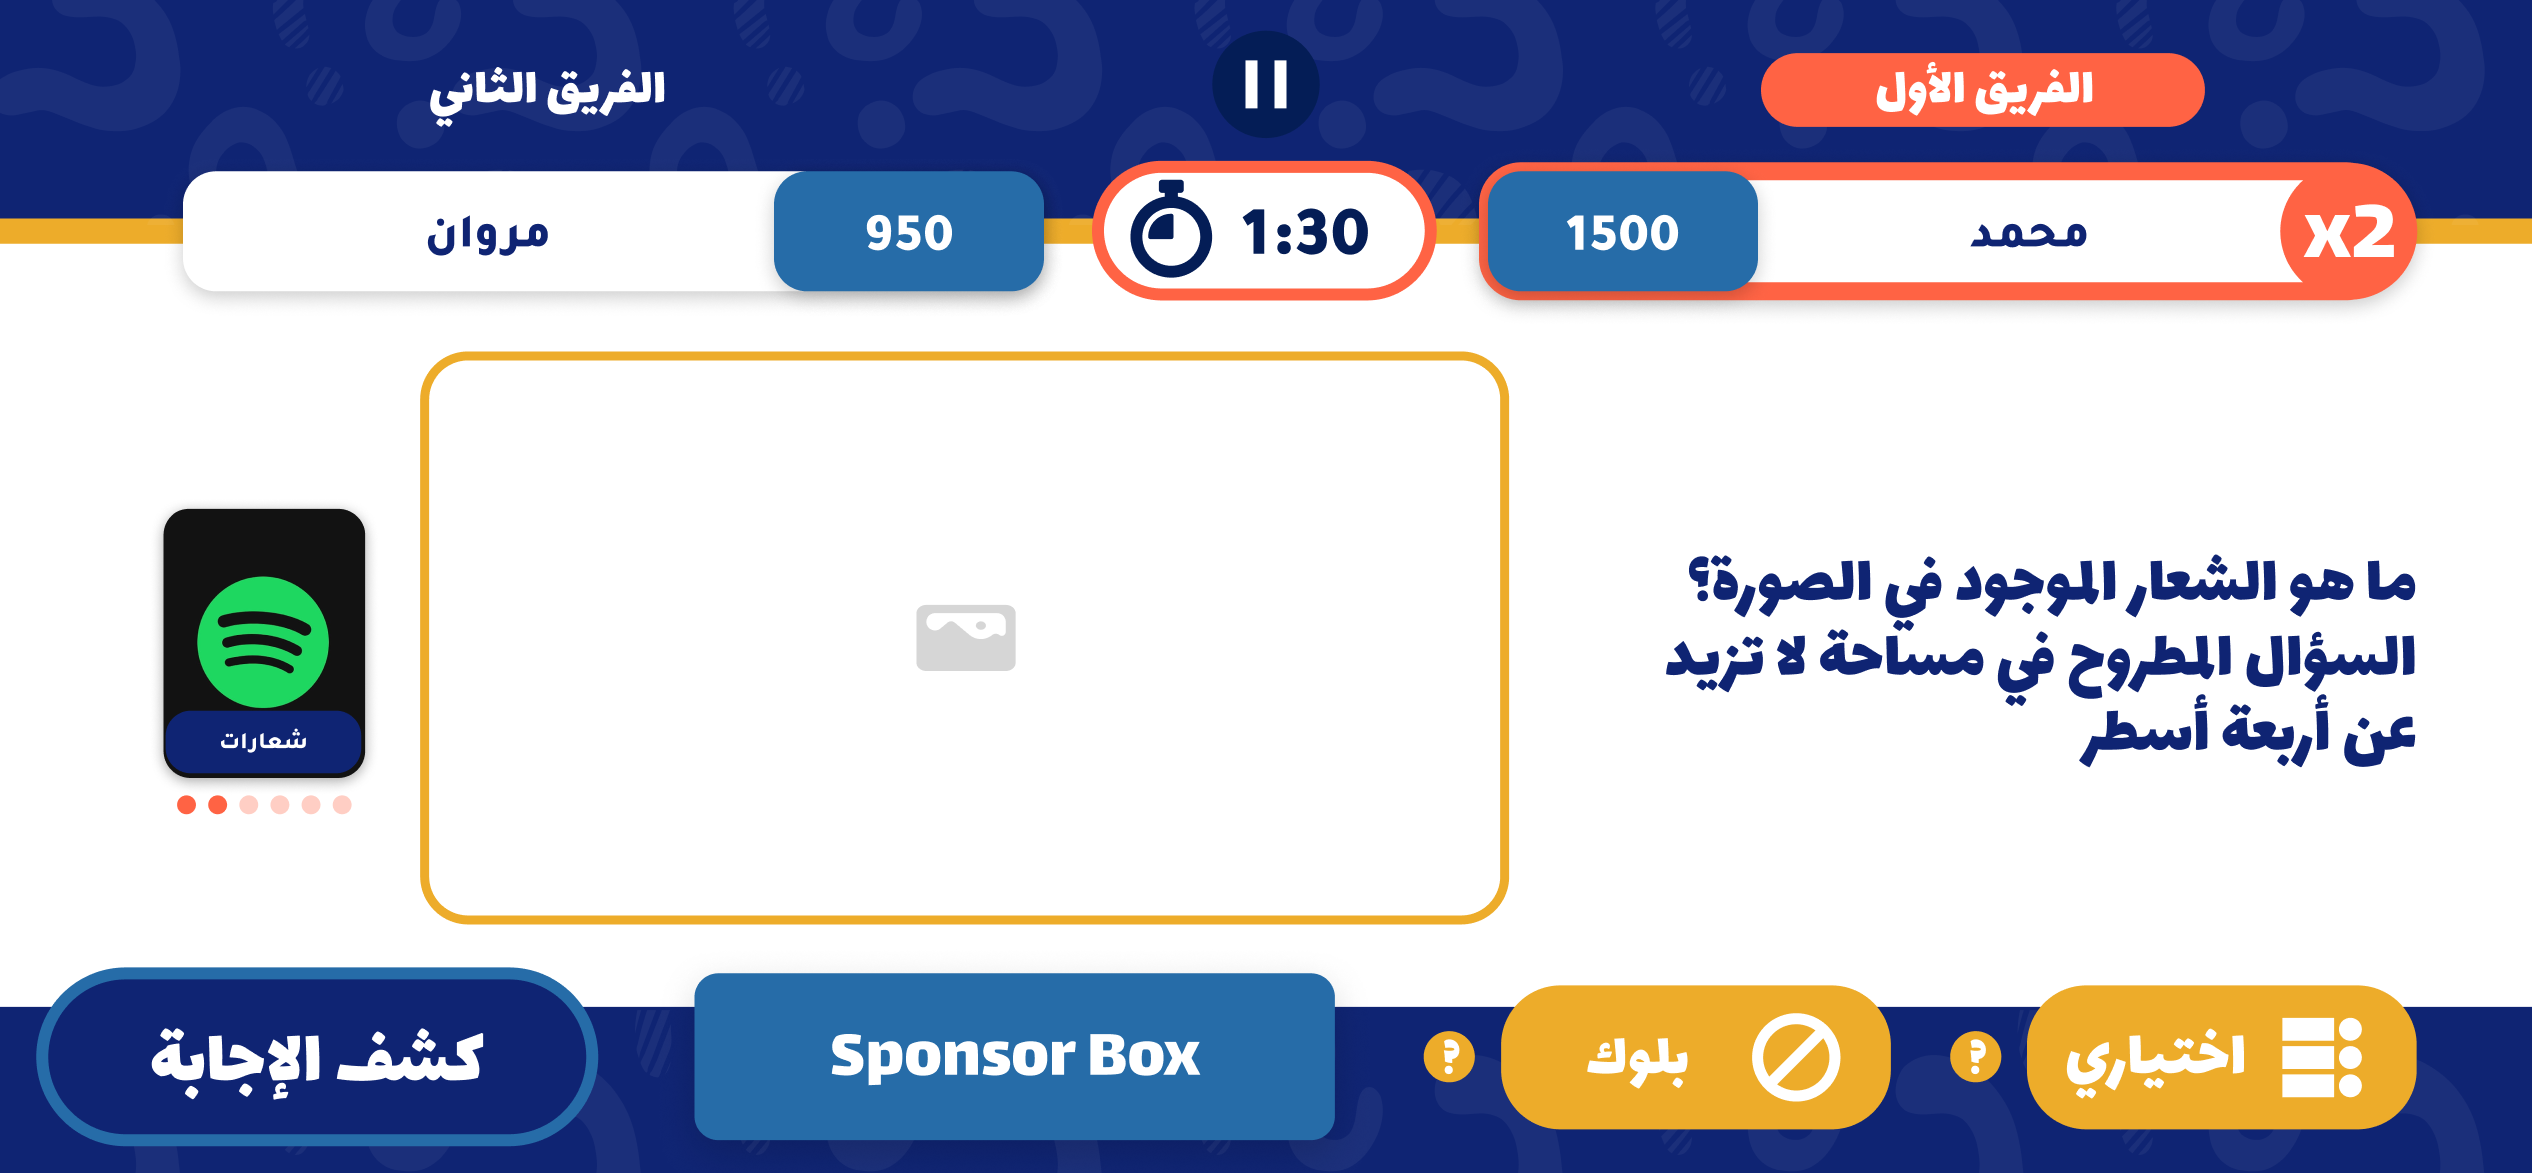 الفريق الأول
الفريق الثاني
x2
محمد
1500
1:30
950
مروان
ما هو الشعار الموجود في الصورة؟
السؤال المطروح في مساحة لا تزيد
عن أربعة أسطر
شعارات
اختياري
؟
بلوك
؟
Sponsor Box
كشف الإجابة